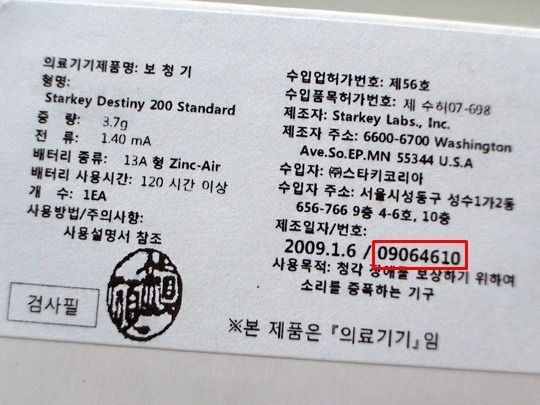 의료기기제품명: 보 청 기
형명:
Starkey Destiny 200 Standard
중 량: 3.7g
전 류: 1.40 mA
배터리 종류: 13A 형 Zinc-Air
배터리 사용시간: 120 시간 이상
개 수: 1EA
사용방법/주의사항:
사용설명서 참조
검사필
수입업허가번호: 제56호
수입품목허가번호: 제 수허07-698
제조자: Starkey Labs., Inc.
제조자 주소: 6600-6700 Washington
Ave.So.EP.MN 55344 U.S.A
수입자: ㈜스타키코리아
수입자 주소: 서울시성동구 성수1가2동
656-766 9층 4-6호, 10층
제조일자/번호:
2009.1.6 / 09064610
사용목적: 청각 장애를 보상하기 위하여
소리를 증폭하는 기구
※본 제품은『의료기기』임